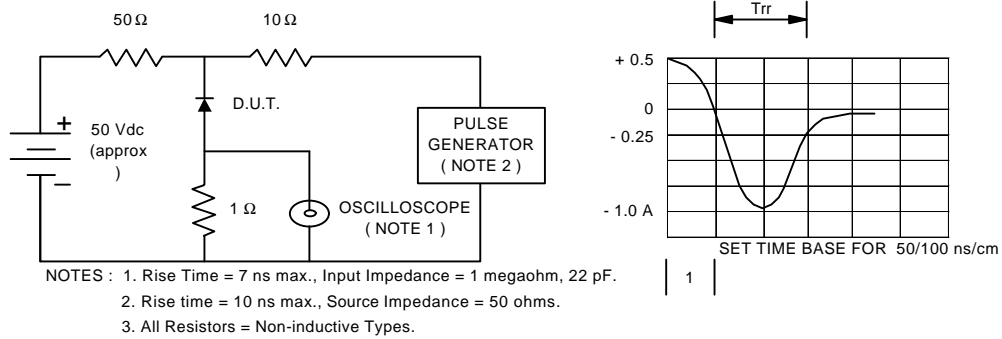 50 Ω
10 Ω
D.U.T.
+
50 Vdc
(approx
)
−
1 Ω
OSCILLOSCOPE
( NOTE 1 )
PULSE
GENERATOR
( NOTE 2 )
Trr
+ 0.5
0
- 0.25
- 1.0 A
SET TIME BASE FOR 50/100 ns/cm
1
NOTES : 1. Rise Time = 7 ns max., Input Impedance = 1 megaohm, 22 pF.
2. Rise time = 10 ns max., Source Impedance = 50 ohms.
3. All Resistors = Non-inductive Types.